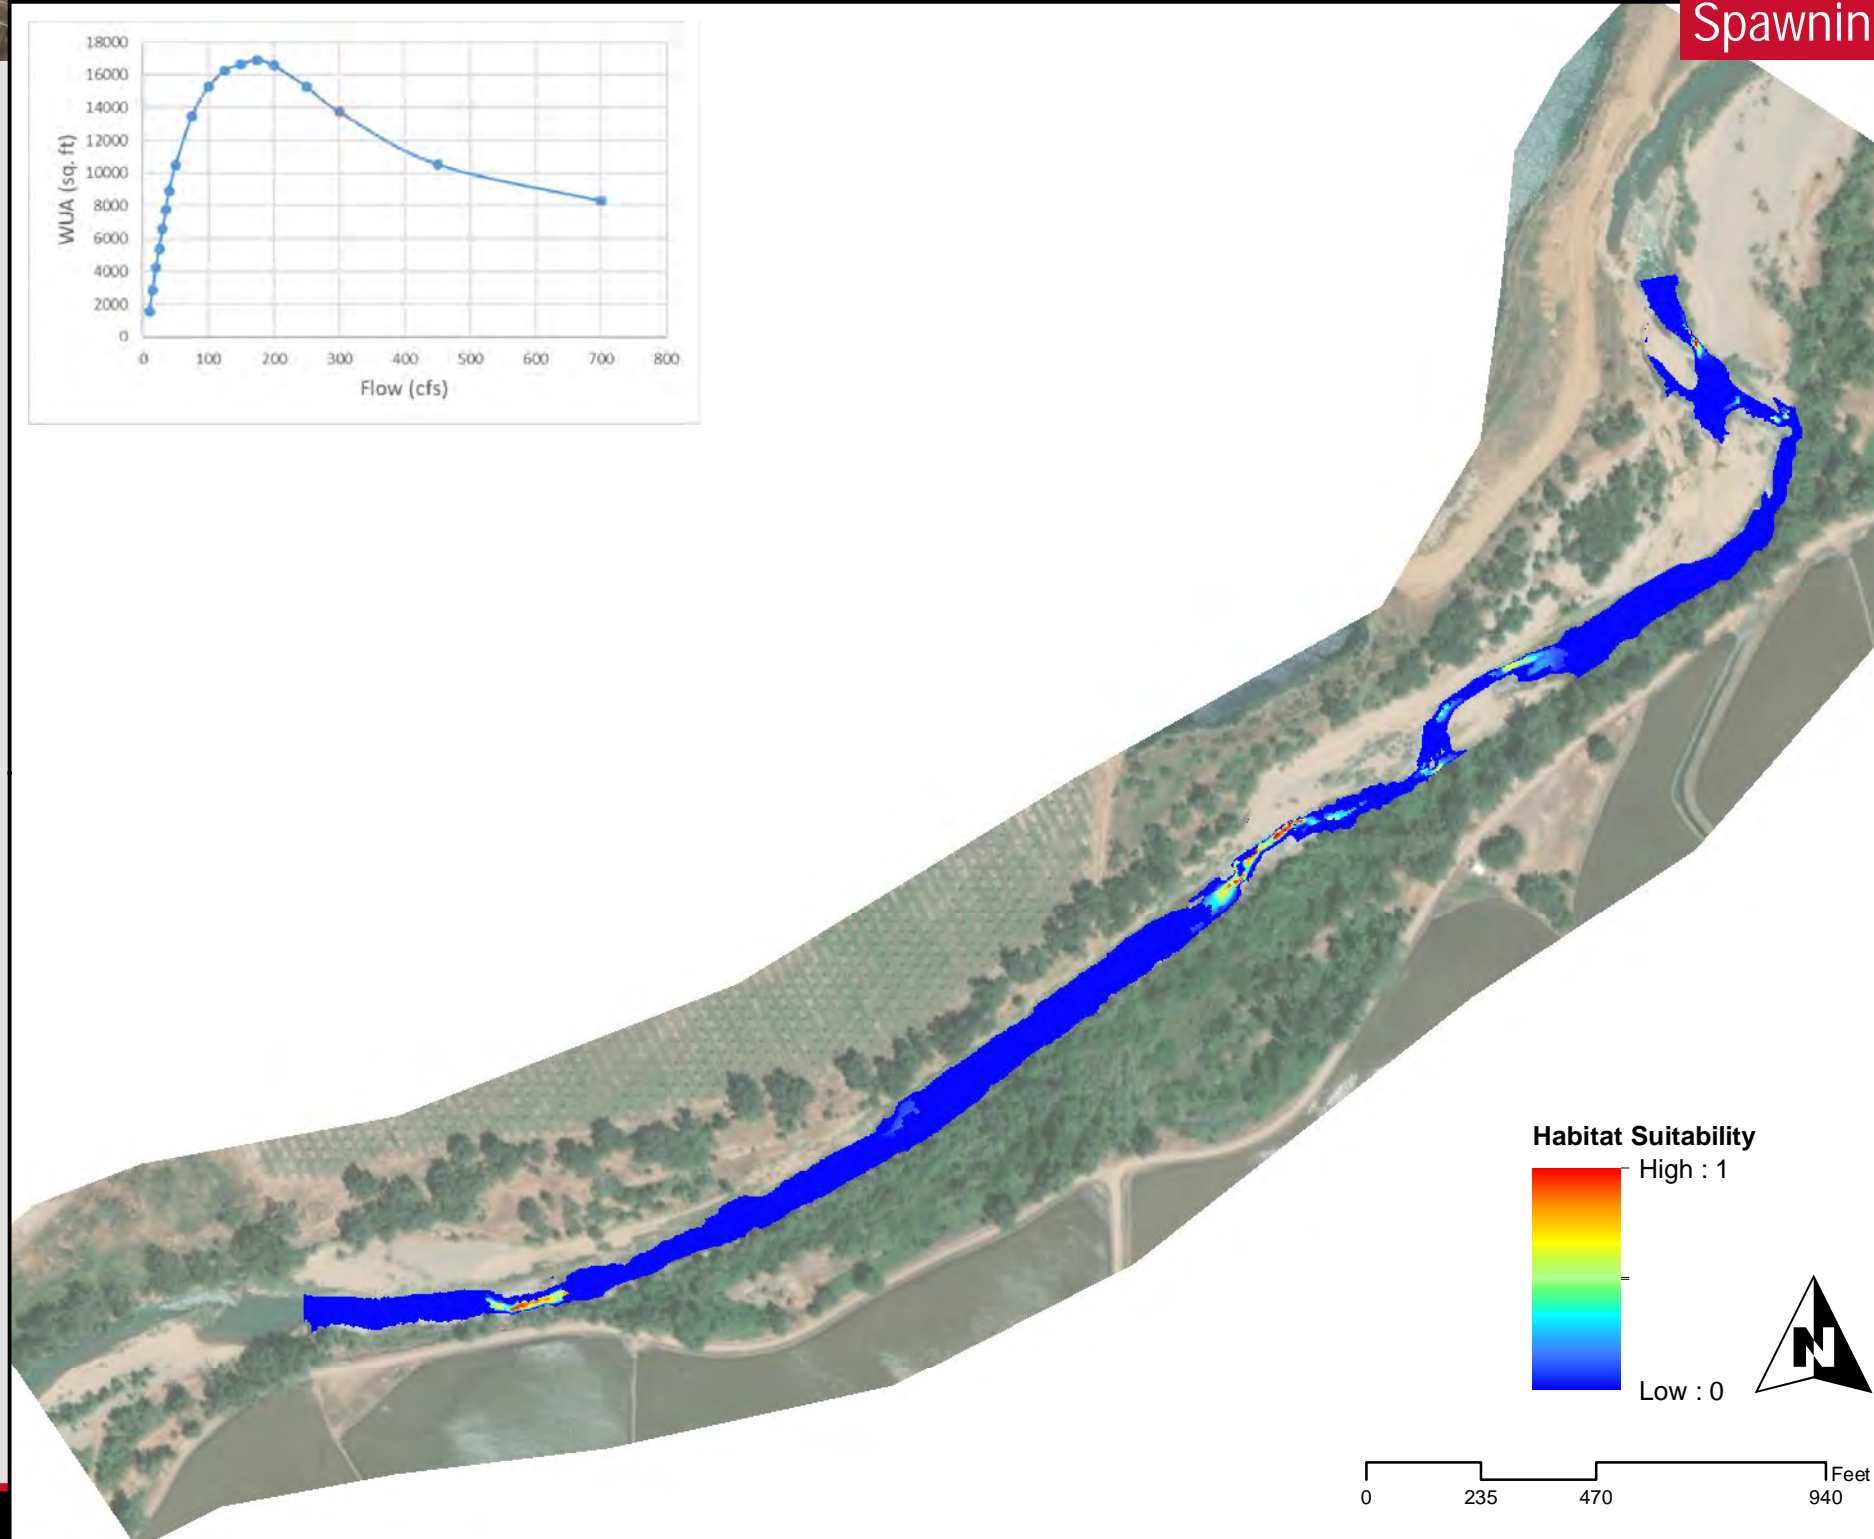 Spawnin
18000
16000
14000
12000
10000
8000
6000
4000
2000
0
WUA (sq. ft)
0 100 200 300 400 500 600 700 800
Flow (cfs)
Habitat Suitability
High : 1
Low : 0
N
Feet
0 235 470 940